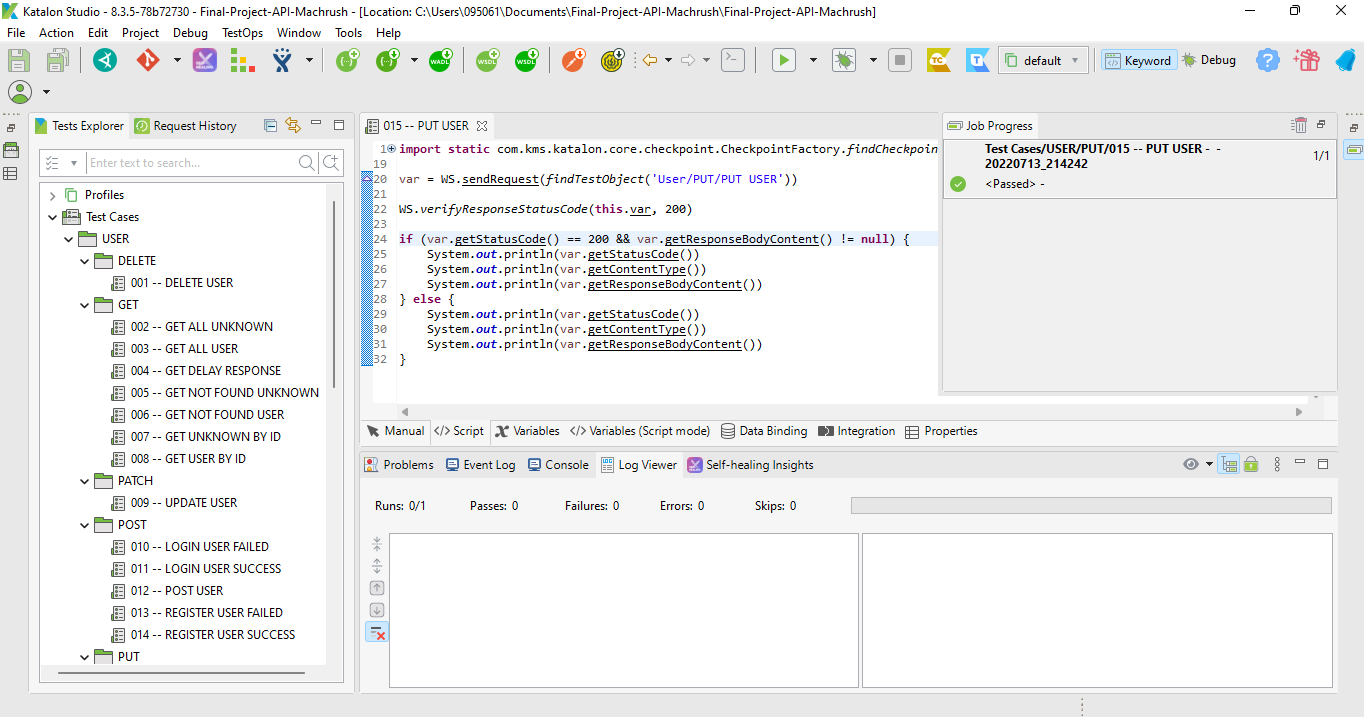 Katalon Studio - 8.3.5-78b72730 - Final-Project-API-Machrush - [Location: C:\Users\095061\Documents\Final-Project-API-Machrush\Final-Project-API-Machrush]
File Action Edit Project Debug TestOps Window Tools Help
WADL WSDL WSDL TC T default Keyword Debug
Tests Explorer Request History
Enter text to search...
Profiles
Test Cases
USER
DELETE
001 -- DELETE USER
GET
002 -- GET ALL UNKNOWN
003 -- GET ALL USER
004 -- GET DELAY RESPONSE
005 -- GET NOT FOUND UNKNOWN
006 -- GET NOT FOUND USER
007 -- GET UNKNOWN BY ID
008 -- GET USER BY ID
PATCH
009 -- UPDATE USER
POST
010 -- LOGIN USER FAILED
011 -- LOGIN USER SUCCESS
012 -- POST USER
013 -- REGISTER USER FAILED
014 -- REGISTER USER SUCCESS
PUT
015 -- PUT USER
1 import static com.kms.katalon.core.checkpoint.CheckpointFactory.findCheckpoin
19
20 var = WS.sendRequest(findTestObject('User/PUT/PUT USER'))
21
22 WS.verifyResponseStatusCode(this.var, 200)
23
24 if (var.getStatusCode() == 200 && var.getResponseBodyContent() != null) {
25 System.out.println(var.getStatusCode())
26 System.out.println(var.getContentType())
27 System.out.println(var.getResponseBodyContent())
28 } else {
29 System.out.println(var.getStatusCode())
30 System.out.println(var.getContentType())
31 System.out.println(var.getResponseBodyContent())
32 }
Job Progress
Test Cases/USER/PUT/015 -- PUT USER - -
20220713_214242
1/1
<Passed> -
Manual Script Variables Variables (Script mode) Data Binding Integration Properties
Problems Event Log Console Log Viewer Self-healing Insights
Runs: 0/1 Passes: 0 Failures: 0 Errors: 0 Skips: 0